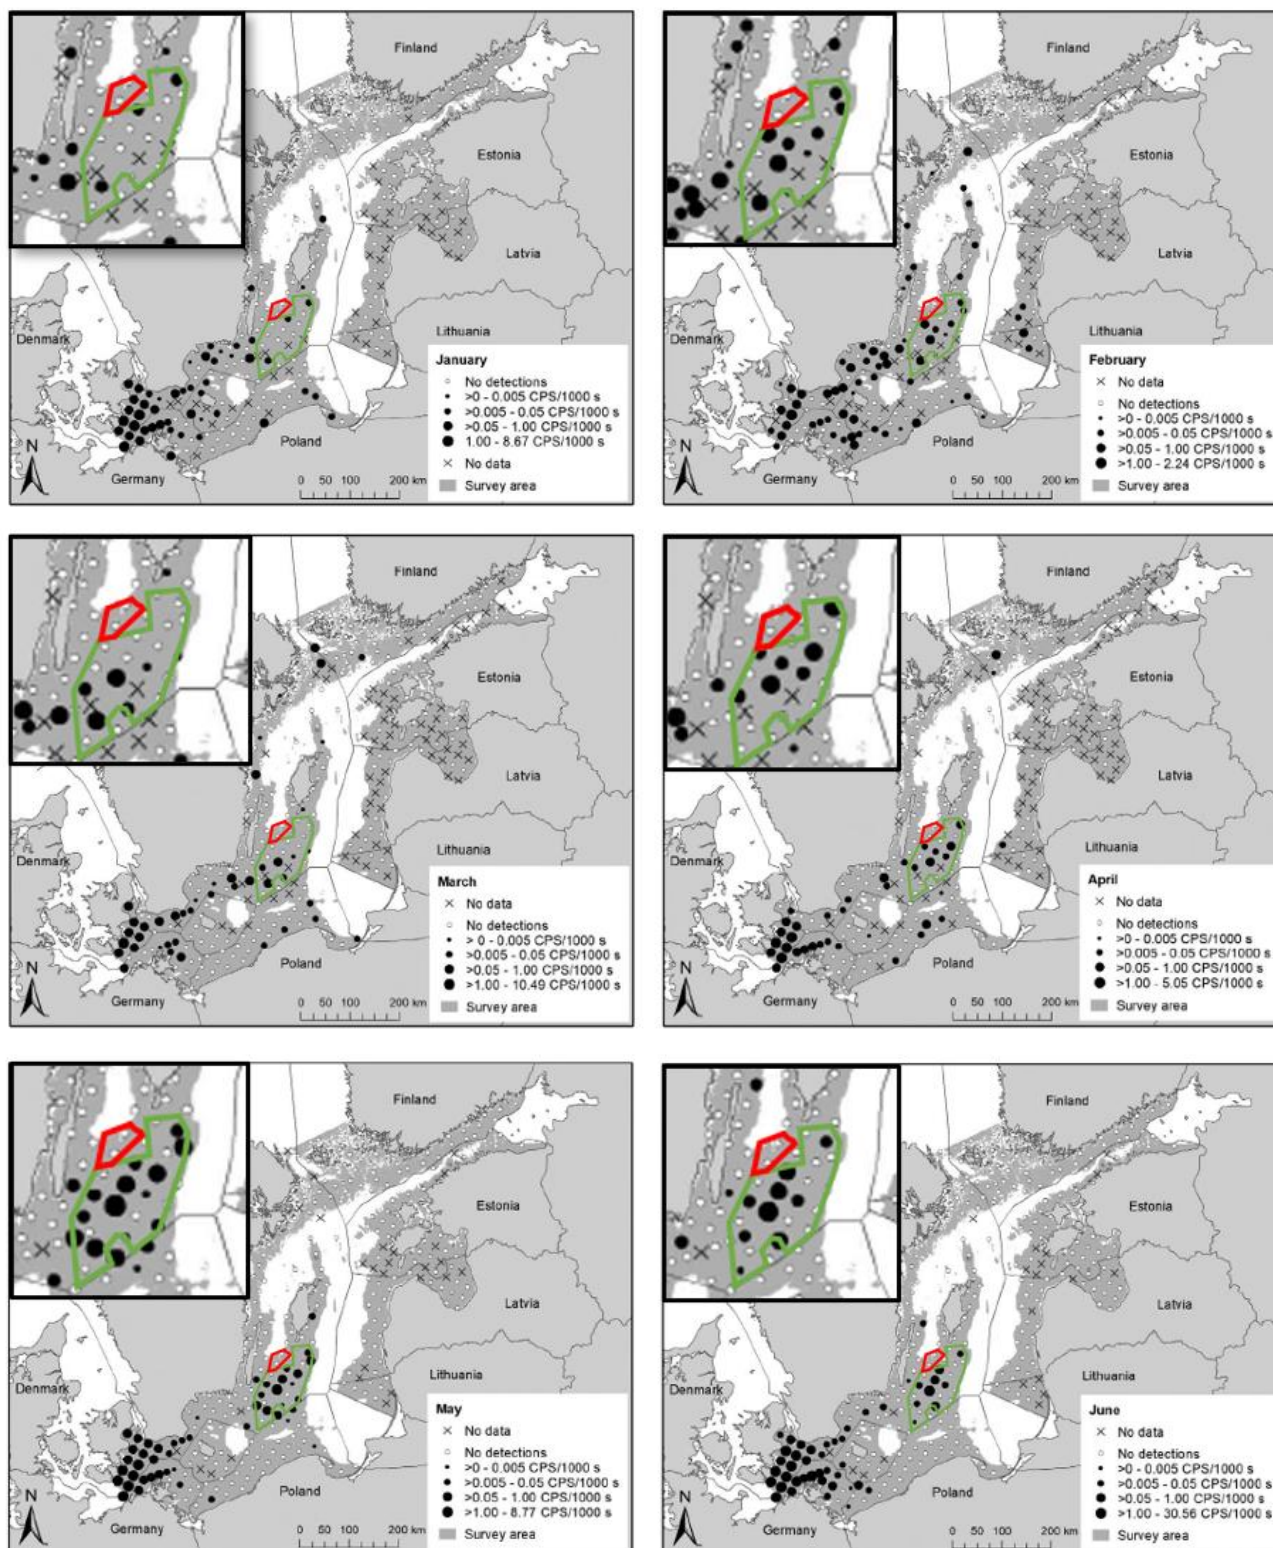 Finland
Estonia
Latvia
Lithuania
Denmark
Poland
Germany
N
0 50 100 200 km
January
No detections
>0 - 0.005 CPS/1000 s
>0.005 - 0.05 CPS/1000 s
>0.05 - 1.00 CPS/1000 s
1.00 - 8.67 CPS/1000 s
No data
Survey area
Finland
Estonia
Latvia
Lithuania
Denmark
Poland
Germany
N
0 50 100 200 km
February
No data
No detections
>0 - 0.005 CPS/1000 s
>0.005 - 0.05 CPS/1000 s
>0.05 - 1.00 CPS/1000 s
>1.00 - 2.24 CPS/1000 s
Survey area
Finland
Estonia
Latvia
Lithuania
Denmark
Poland
Germany
N
0 50 100 200 km
March
No data
No detections
> 0 - 0.005 CPS/1000 s
>0.005 - 0.05 CPS/1000 s
>0.05 - 1.00 CPS/1000 s
>1.00 - 10.49 CPS/1000 s
Survey area
Finland
Estonia
Latvia
Lithuania
Denmark
Poland
Germany
N
0 50 100 200 km
April
No data
No detections
>0 - 0.005 CPS/1000 s
>0.005 - 0.05 CPS/1000 s
>0.05 - 1.00 CPS/1000 s
>1.00 - 5.05 CPS/1000 s
Survey area
Finland
Estonia
Latvia
Lithuania
Denmark
Poland
Germany
N
0 50 100 200 km
May
No data
No detections
>0 - 0.005 CPS/1000 s
>0.005 - 0.05 CPS/1000 s
>0.05 - 1.00 CPS/1000 s
>1.00 - 8.77 CPS/1000 s
Survey area
Finland
Estonia
Latvia
Lithuania
Denmark
Poland
Germany
N
0 50 100 200 km
June
No data
No detections
>0 - 0.005 CPS/1000 s
>0.005 - 0.05 CPS/1000 s
>0.05 - 1.00 CPS/1000 s
>1.00 - 30.56 CPS/1000 s
Survey area